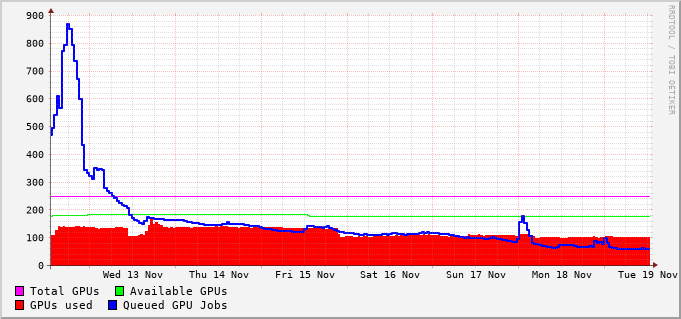 RRDTOOL / TOBI OETIKER
900
800
700
600
500
400
300
200
100
0
Wed 13 Nov Thu 14 Nov Fri 15 Nov Sat 16 Nov Sun 17 Nov Mon 18 Nov Tue 19 Nov
Total GPUs Available GPUs
GPUs used Queued GPU Jobs